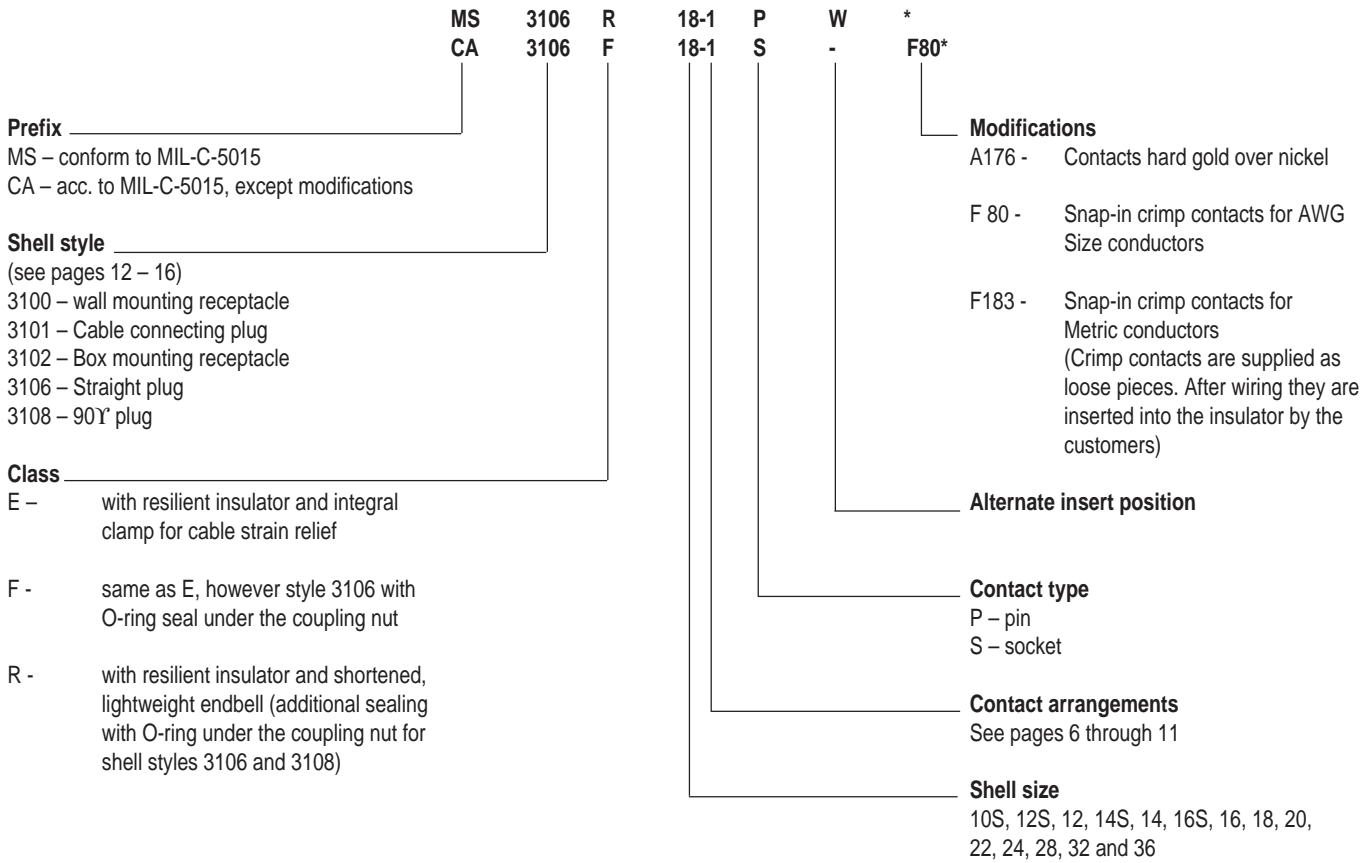 MS 3106 R 18-1 P W *
CA 3106 F 18-1 S - F80*
Prefix
MS – conform to MIL-C-5015
CA – acc. to MIL-C-5015, except modifications
Shell style
(see pages 12 – 16)
3100 – wall mounting receptacle
3101 – Cable connecting plug
3102 – Box mounting receptacle
3106 – Straight plug
3108 – 90ϒ plug
Class
E – with resilient insulator and integral
clamp for cable strain relief
F - same as E, however style 3106 with
O-ring seal under the coupling nut
R - with resilient insulator and shortened,
lightweight endbell (additional sealing
with O-ring under the coupling nut for
shell styles 3106 and 3108)
Modifications
A176 - Contacts hard gold over nickel
F 80 - Snap-in crimp contacts for AWG
Size conductors
F183 - Snap-in crimp contacts for
Metric conductors
(Crimp contacts are supplied as
loose pieces. After wiring they are
inserted into the insulator by the
customers)
Alternate insert position
Contact type
P – pin
S – socket
Contact arrangements
See pages 6 through 11
Shell size
10S, 12S, 12, 14S, 14, 16S, 16, 18, 20,
22, 24, 28, 32 and 36